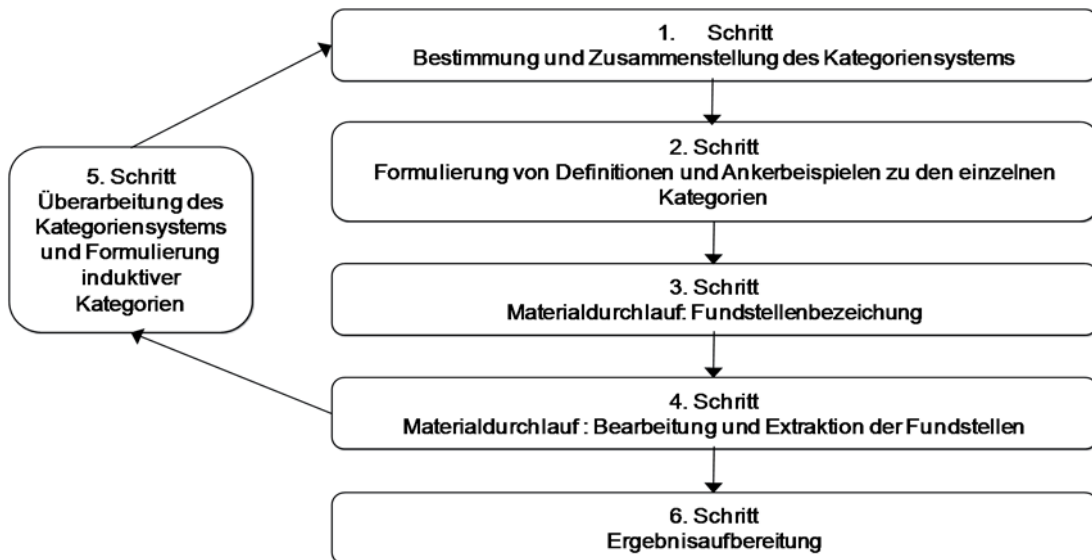 1. Schritt
Bestimmung und Zusammenstellung des Kategoriensystems
2. Schritt
Formulierung von Definitionen und Ankerbeispielen zu den einzelnen
Kategorien
3. Schritt
Materialdurchlauf: Fundstellenbezeichung
4. Schritt
Materialdurchlauf : Bearbeitung und Extraktion der Fundstellen
5. Schritt
Überarbeitung des
Kategoriensystems
und Formulierung
induktiver
Kategorien
6. Schritt
Ergebnisaufbereitung